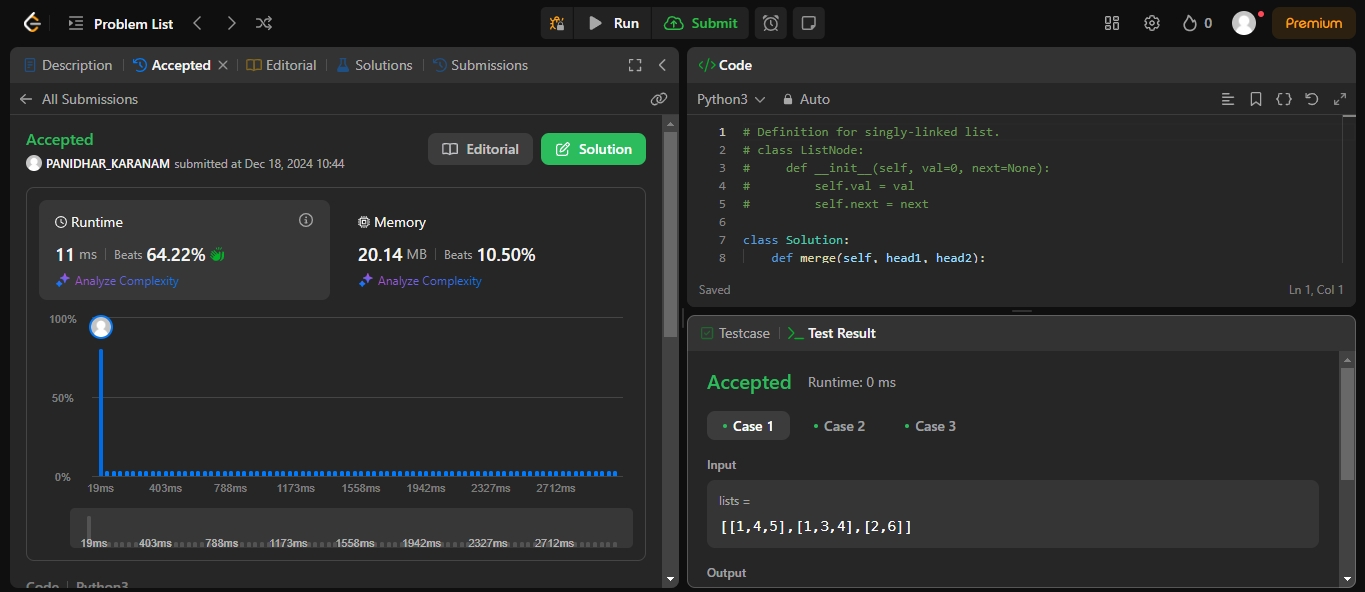 Problem List
Run
Submit
0
Premium
Description
Accepted
Editorial
Solutions
Submissions
All Submissions
Accepted
PANIDHAR_KARANAM submitted at Dec 18, 2024 10:44
Editorial
Solution
Runtime
11 ms Beats 64.22%
Analyze Complexity
Memory
20.14 MB Beats 10.50%
Analyze Complexity
100%
50%
0%
19ms 403ms 788ms 1173ms 1558ms 1942ms 2327ms 2712ms
19ms 403ms 788ms 1173ms 1558ms 1942ms 2327ms 2712ms
Code Python3
</> Code
Python3
Auto
1 # Definition for singly-linked list.
2 # class ListNode:
3 #     def __init__(self, val=0, next=None):
4 #         self.val = val
5 #         self.next = next
6
7 class Solution:
8     def merge(self, head1, head2):
Saved
Ln 1, Col 1
Testcase
Test Result
Accepted Runtime: 0 ms
Case 1
Case 2
Case 3
Input
lists =
[[1,4,5],[1,3,4],[2,6]]
Output